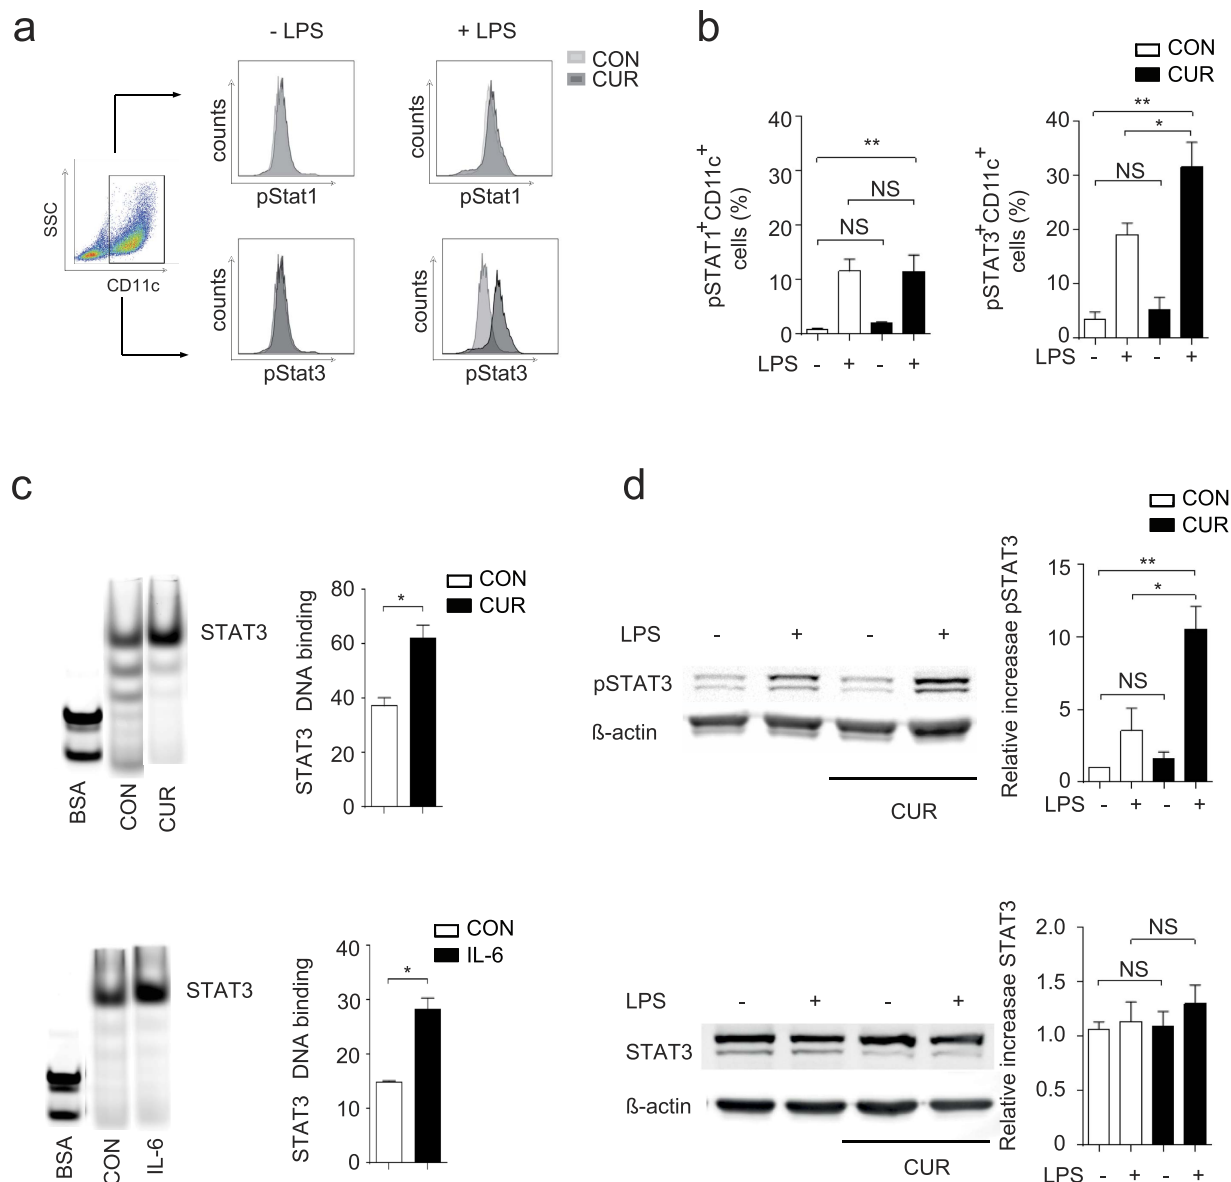 a
- LPS
+ LPS
CON
CUR
counts
pStat1
counts
pStat1
SSC
CD11c
counts
pStat3
counts
pStat3
b
CON
CUR
pSTAT1+CD11c+
cells (%)
40
30
20
10
0
**
NS
NS
LPS - + - +
pSTAT3+CD11c+
cells (%)
40
30
20
10
0
**
*
NS
LPS - + - +
c
STAT3
BSA
CON
CUR
STAT3 DNA binding
80
60
40
20
0
*
CON
CUR
STAT3
BSA
CON
IL-6
STAT3 DNA binding
40
30
20
10
0
*
CON
IL-6
d
CON
CUR
LPS - + - +
pSTAT3
ß-actin
CUR
Relative increasae pSTAT3
15
10
5
0
**
*
NS
LPS - + - +
LPS - + - +
STAT3
ß-actin
CUR
Relative increasae STAT3
2.0
1.5
1.0
0.5
0
NS
NS
LPS - + - +